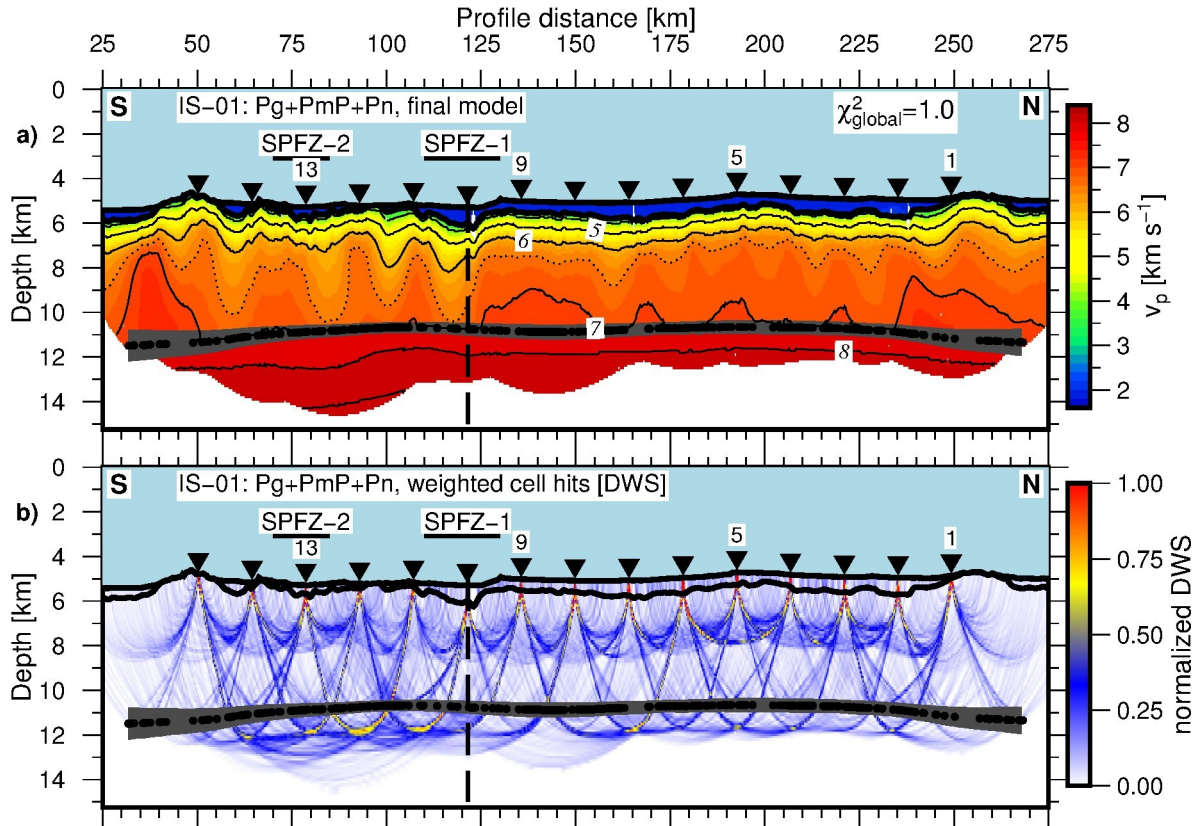 Profile distance [km]
25 50 75 100 125 150 175 200 225 250 275
a)
S IS-01: Pg+PmP+Pn, final model χ²global=1.0 N
SPFZ-2 SPFZ-1
13 9 5 1
0
2
4
6
8
10
12
14
Depth [km]
5
6
7
8
8
7
6
5
4
3
2
vp [km s⁻¹]
b)
S IS-01: Pg+PmP+Pn, weighted cell hits [DWS] N
SPFZ-2 SPFZ-1
13 9 5 1
0
2
4
6
8
10
12
14
Depth [km]
1.00
0.75
0.50
0.25
0.00
normalized DWS